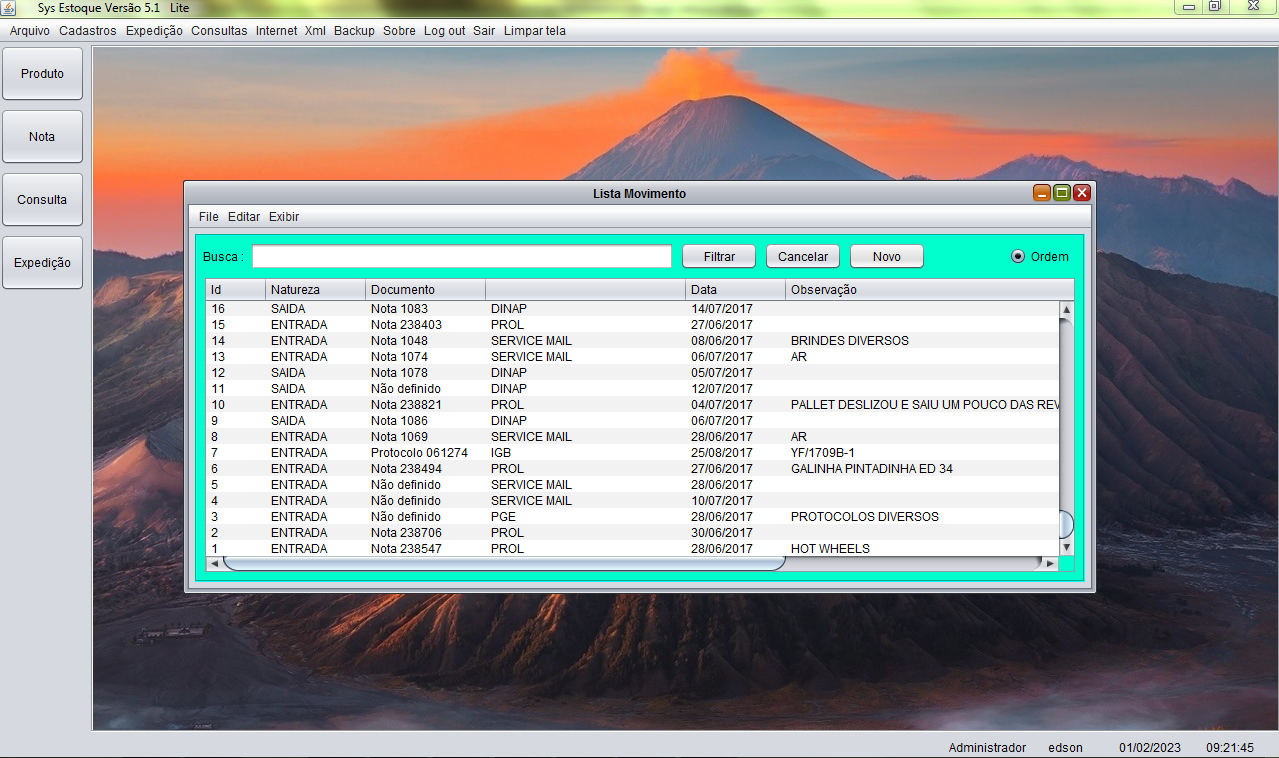 Sys Estoque Versão 5.1 Lite
Arquivo Cadastros Expedição Consultas Internet Xml Backup Sobre Log out Sair Limpar tela
Produto
Nota
Consulta
Expedição
Lista Movimento
File Editar Exibir
Busca : Filtrar Cancelar Novo Ordem
Id Natureza Documento Data Observação
16 SAIDA Nota 1083 DINAP 14/07/2017
15 ENTRADA Nota 238403 PROL 27/06/2017
14 ENTRADA Nota 1048 SERVICE MAIL 08/06/2017 BRINDES DIVERSOS
13 ENTRADA Nota 1074 SERVICE MAIL 06/07/2017 AR
12 SAIDA Nota 1078 DINAP 05/07/2017
11 SAIDA Não definido DINAP 12/07/2017
10 ENTRADA Nota 238821 PROL 04/07/2017 PALLET DESLIZOU E SAIU UM POUCO DAS REV
9 SAIDA Nota 1086 DINAP 06/07/2017
8 ENTRADA Nota 1069 SERVICE MAIL 28/06/2017 AR
7 ENTRADA Protocolo 061274 IGB 25/08/2017 YF/1709B-1
6 ENTRADA Nota 238494 PROL 27/06/2017 GALINHA PINTADINHA ED 34
5 ENTRADA Não definido SERVICE MAIL 28/06/2017
4 ENTRADA Não definido SERVICE MAIL 10/07/2017
3 ENTRADA Não definido PGE 28/06/2017 PROTOCOLOS DIVERSOS
2 ENTRADA Nota 238706 PROL 30/06/2017
1 ENTRADA Nota 238547 PROL 28/06/2017 HOT WHEELS
Administrador edson 01/02/2023 09:21:45